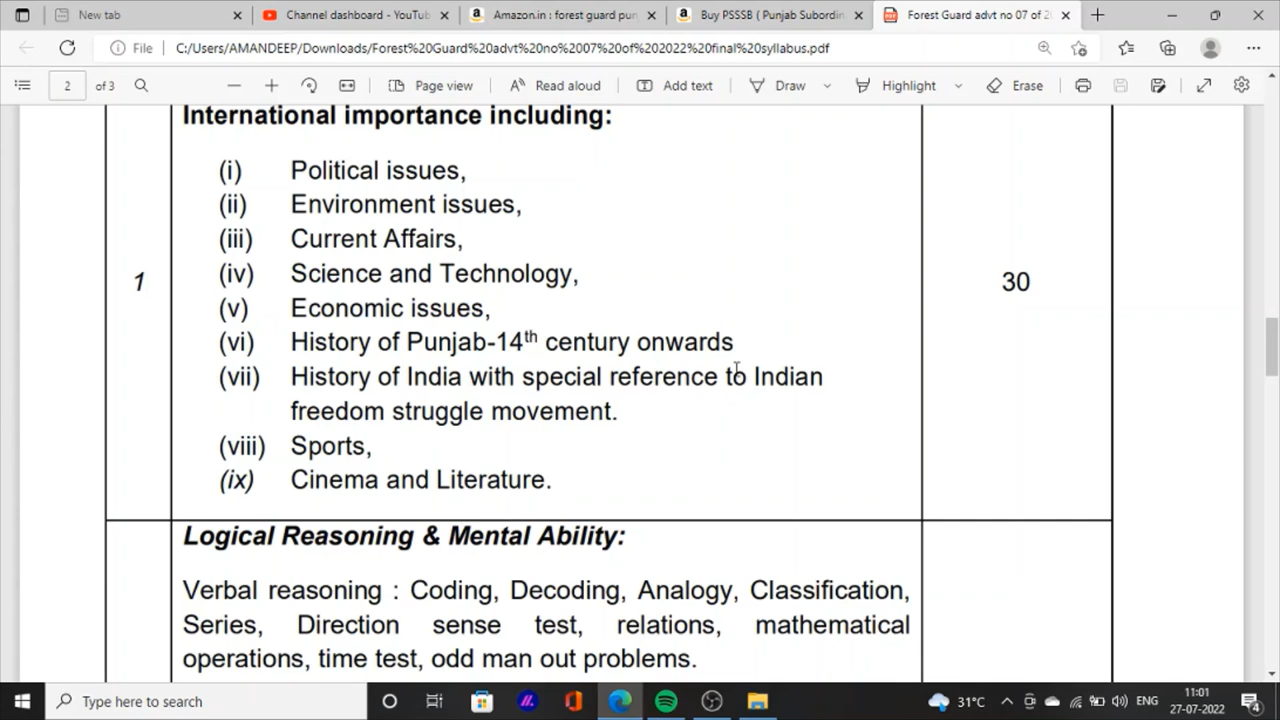 New tab
Channel dashboard - YouTub
Amazon.in : forest guard pun
Buy PSSSB ( Punjab Subordin
Forest Guard advt no 07 of 2
File
C:/Users/AMANDEEP/Downloads/Forest%20Guard%20advt%20no%2007%20of%202022%20final%20syllabus.pdf
2 of 3
Page view
Read aloud
Add text
Draw
Highlight
Erase
International importance including:
(i) Political issues,
(ii) Environment issues,
(iii) Current Affairs,
(iv) Science and Technology,
(v) Economic issues,
(vi) History of Punjab-14th century onwards
(vii) History of India with special reference to Indian
freedom struggle movement.
(viii) Sports,
(ix) Cinema and Literature.
1
30
Logical Reasoning & Mental Ability:
Verbal reasoning : Coding, Decoding, Analogy, Classification,
Series, Direction sense test, relations, mathematical
operations, time test, odd man out problems.
Type here to search
31°C
ENG
11:01
27-07-2022
4